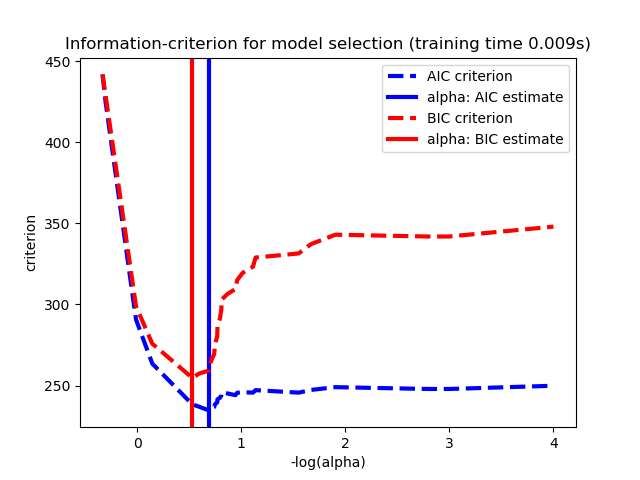 Information-criterion for model selection (training time 0.009s)
450
400
350
300
250
criterion
AIC criterion
alpha: AIC estimate
BIC criterion
alpha: BIC estimate
0 1 2 3 4
-log(alpha)